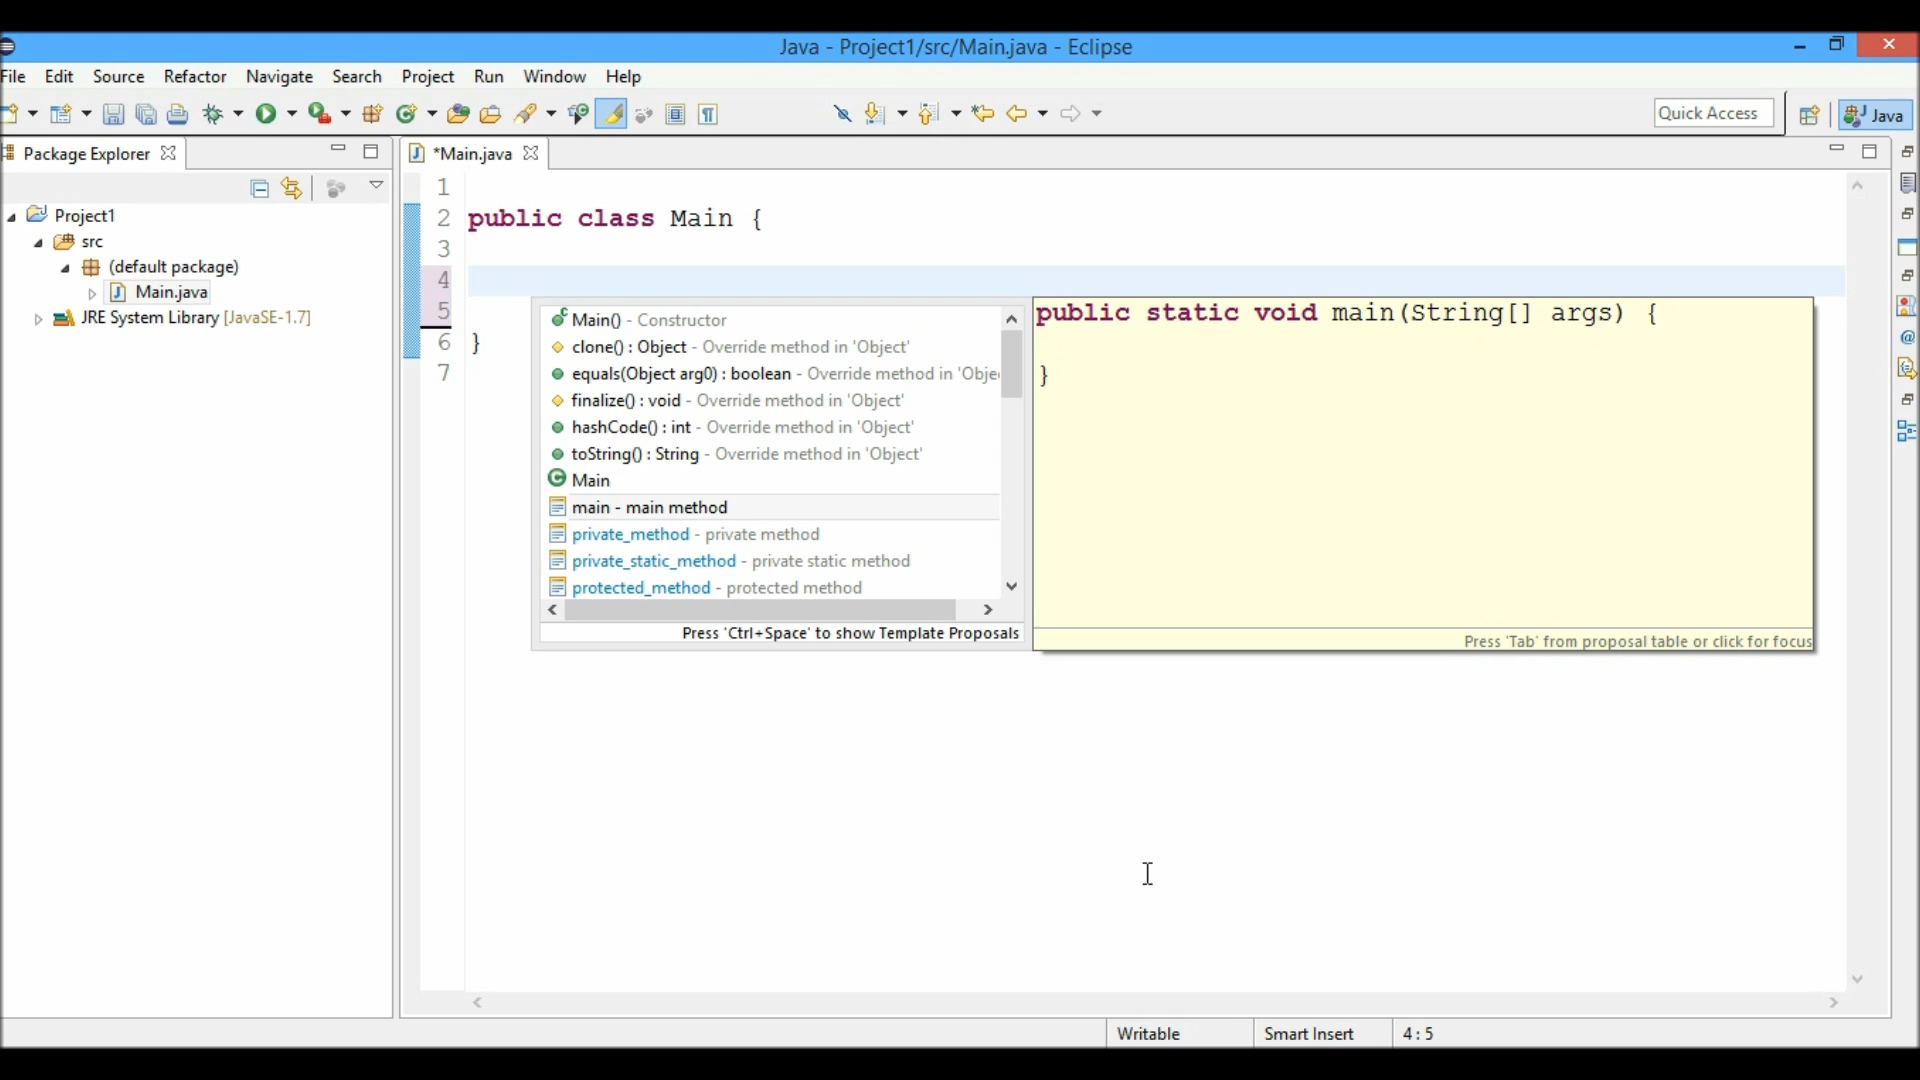 Java - Project1/src/Main.java - Eclipse
File Edit Source Refactor Navigate Search Project Run Window Help
Quick Access
Java
Package Explorer
*Main.java
Project1
src
(default package)
Main.java
JRE System Library [JavaSE-1.7]
1
2 public class Main {
3
4
5
6 }
7
Main() - Constructor
clone() : Object - Override method in 'Object'
equals(Object arg0) : boolean - Override method in 'Obje
finalize() : void - Override method in 'Object'
hashCode() : int - Override method in 'Object'
toString() : String - Override method in 'Object'
Main
main - main method
private_method - private method
private_static_method - private static method
protected_method - protected method
Press 'Ctrl+Space' to show Template Proposals
public static void main(String[] args) {
}
Press 'Tab' from proposal table or click for focus
Writable
Smart Insert
4 : 5